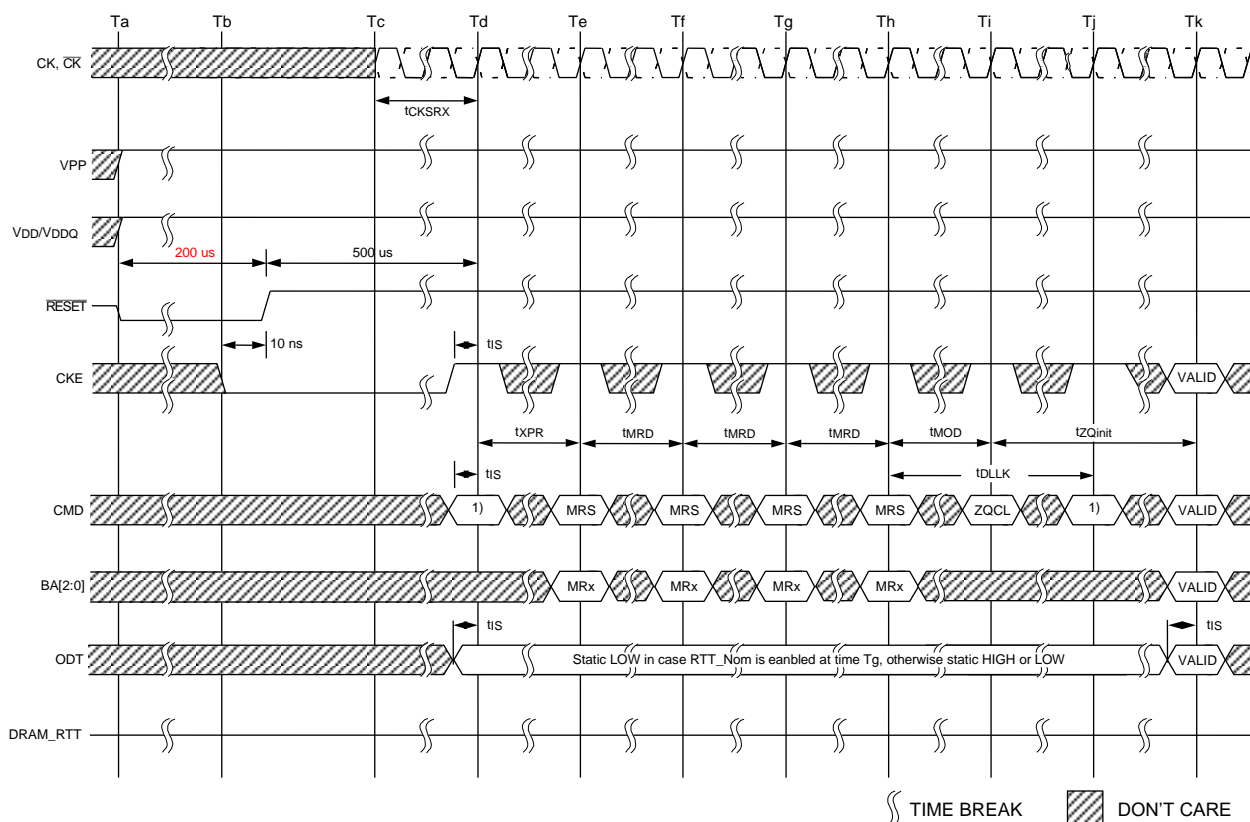 Ta Tb Tc Td Te Tf Tg Th Ti Tj Tk
CK, C̅K̅
tCKSRX
VPP
VDD/VDDQ
200 us 500 us
R̅E̅S̅E̅T̅
10 ns tIS
CKE VALID
tXPR tMRD tMRD tMRD tMOD tZQinit
tIS tDLLK
CMD 1) MRS MRS MRS MRS ZQCL 1) VALID
BA[2:0] MRx MRx MRx MRx VALID
tIS tIS
ODT Static LOW in case RTT_Nom is eanbled at time Tg, otherwise static HIGH or LOW VALID
DRAM_RTT
TIME BREAK DON'T CARE